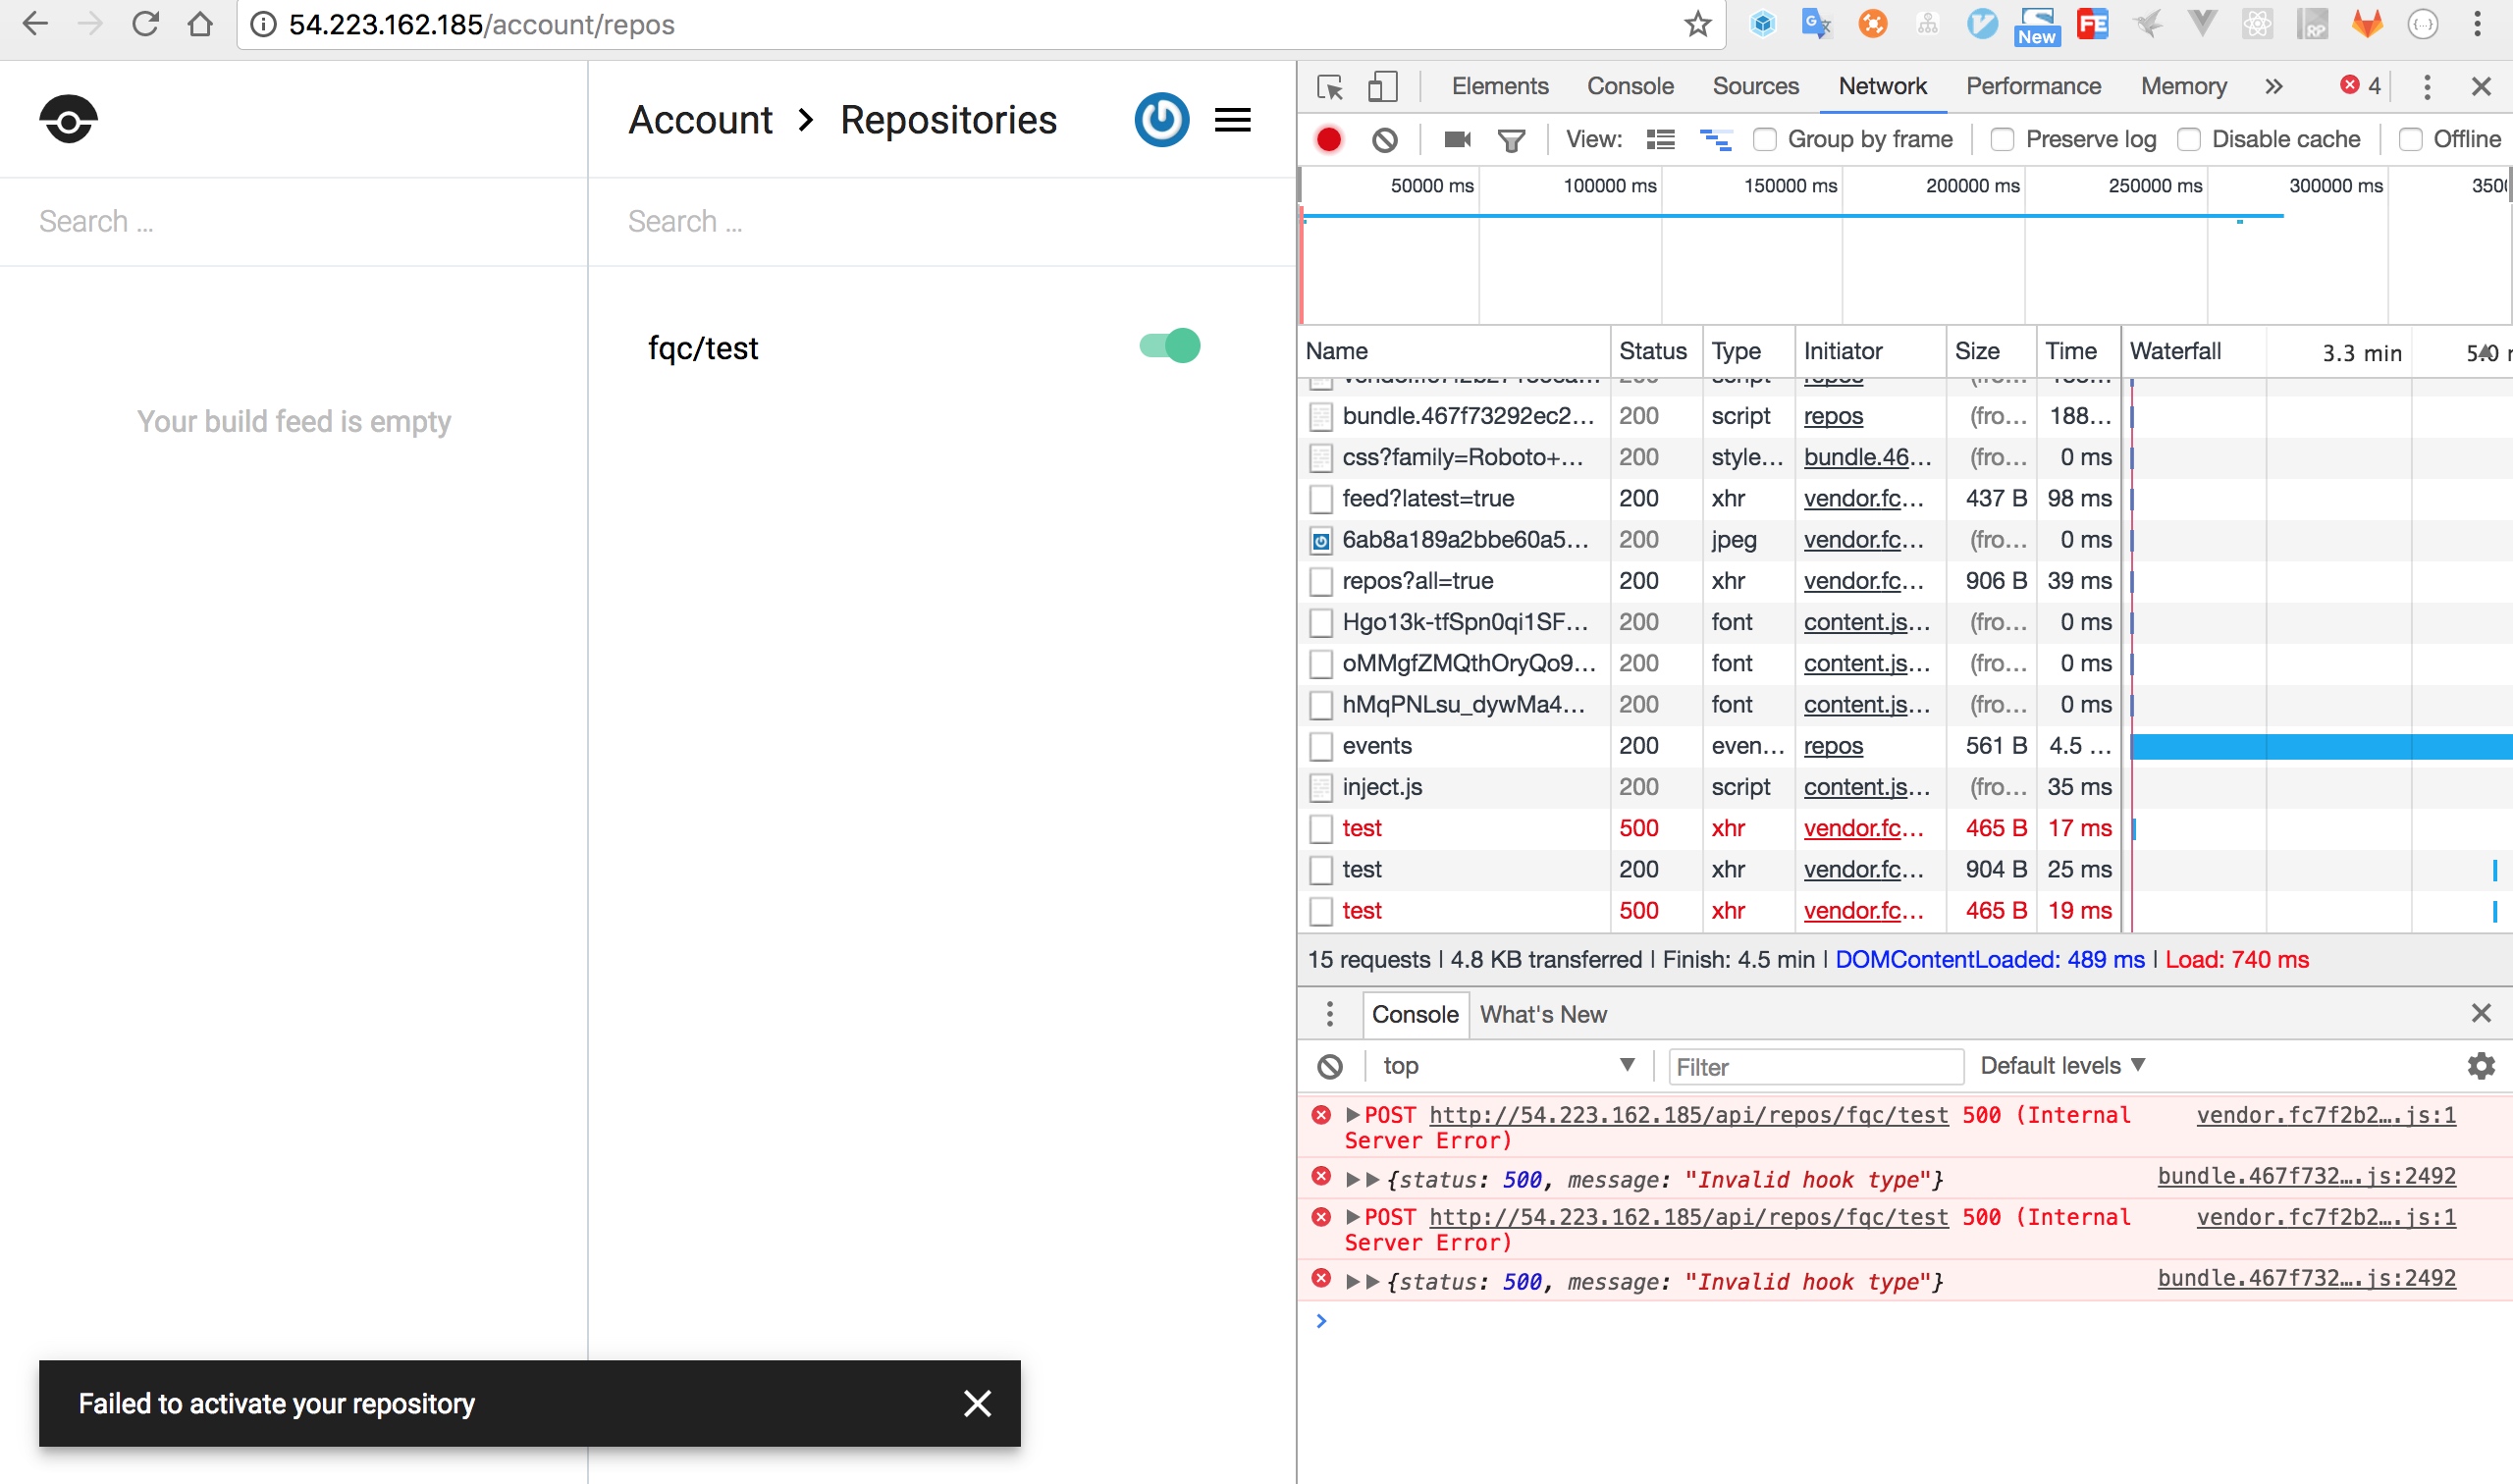 54.223.162.185/account/repos
New
FE
RP
Account > Repositories
Search ...
Search ...
fqc/test
Your build feed is empty
Failed to activate your repository
Elements Console Sources Network Performance Memory » 4
View: Group by frame Preserve log Disable cache Offline
50000 ms 100000 ms 150000 ms 200000 ms 250000 ms 300000 ms
Name Status Type Initiator Size Time Waterfall 3.3 min 5.0
bundle.467f73292ec2... 200 script repos (fro... 188...
css?family=Roboto+... 200 style... bundle.46... (fro... 0 ms
feed?latest=true 200 xhr vendor.fc... 437 B 98 ms
6ab8a189a2bbe60a5... 200 jpeg vendor.fc... (fro... 0 ms
repos?all=true 200 xhr vendor.fc... 906 B 39 ms
Hgo13k-tfSpn0qi1SF... 200 font content.js... (fro... 0 ms
oMMgfZMQthOryQo9... 200 font content.js... (fro... 0 ms
hMqPNLsu_dywMa4... 200 font content.js... (fro... 0 ms
events 200 even... repos 561 B 4.5 ...
inject.js 200 script content.js... (fro... 35 ms
test 500 xhr vendor.fc... 465 B 17 ms
test 200 xhr vendor.fc... 904 B 25 ms
test 500 xhr vendor.fc... 465 B 19 ms
15 requests | 4.8 KB transferred | Finish: 4.5 min | DOMContentLoaded: 489 ms | Load: 740 ms
Console What's New
top Filter Default levels
POST http://54.223.162.185/api/repos/fqc/test 500 (Internal vendor.fc7f2b2….js:1
Server Error)
{status: 500, message: "Invalid hook type"} bundle.467f732….js:2492
POST http://54.223.162.185/api/repos/fqc/test 500 (Internal vendor.fc7f2b2….js:1
Server Error)
{status: 500, message: "Invalid hook type"} bundle.467f732….js:2492